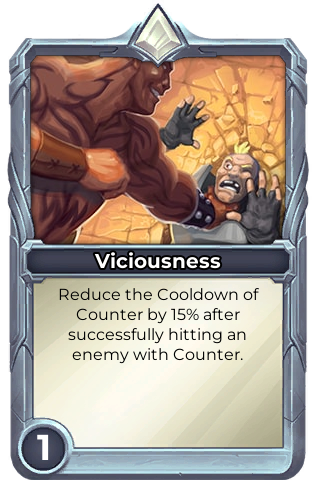 Viciousness
Reduce the Cooldown of
Counter by 15% after
successfully hitting an
enemy with Counter.
1